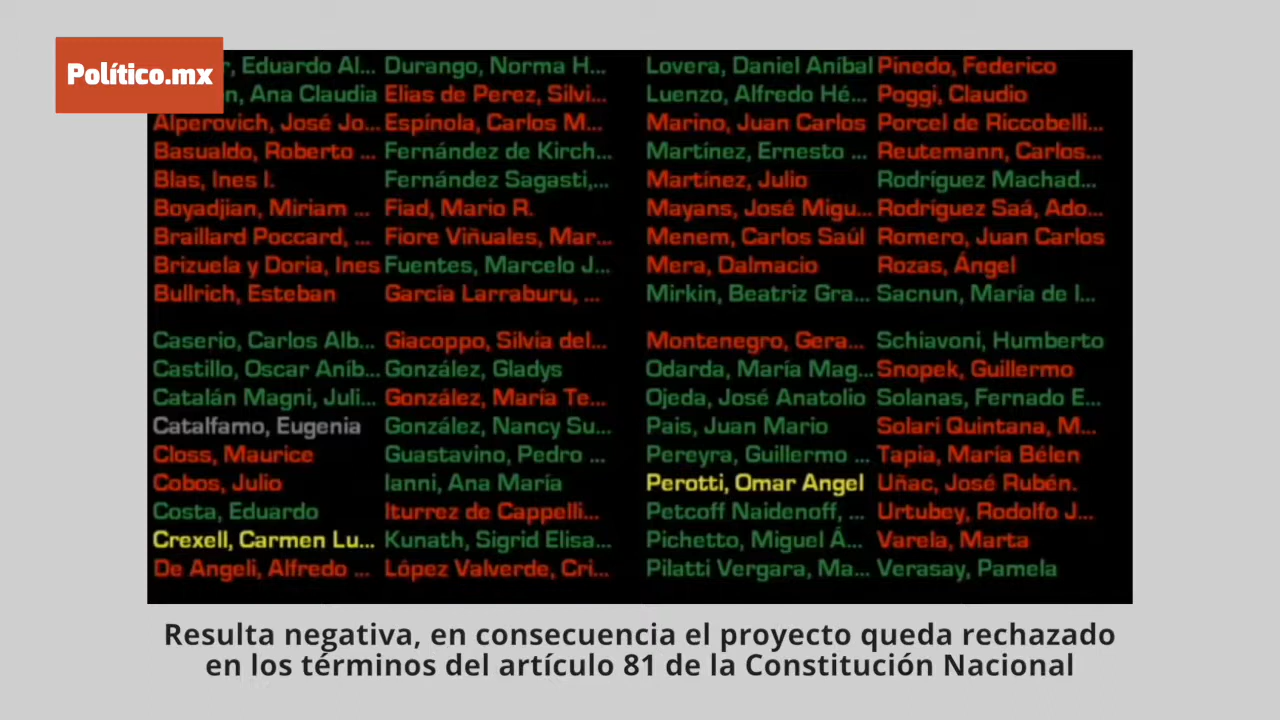 Político.mx
Eduardo Al... Durango, Norma H... Lovera, Daniel Aníbal Pinedo, Federico
Ana Claudia Elias de Perez, Silvi... Luenzo, Alfredo Hé... Poggi, Claudio
Alperovich, José Jo... Espínola, Carlos M... Marino, Juan Carlos Porcel de Riccobelli...
Basualdo, Roberto ... Fernández de Kirch... Martínez, Ernesto ... Reutemann, Carlos...
Blas, Ines I. Fernández Sagasti,... Martínez, Julio Rodríguez Machad...
Boyadjian, Miriam ... Fiad, Mario R. Mayans, José Migu... Rodríguez Saá, Ado...
Braillard Poccard, ... Fiore Viñuales, Mar... Menem, Carlos Saúl Romero, Juan Carlos
Brizuela y Doria, Ines Fuentes, Marcelo J... Mera, Dalmacio Rozas, Ángel
Bullrich, Esteban García Larraburu, ... Mirkin, Beatriz Gra... Sacnun, María de l...
Caserio, Carlos Alb... Giacoppo, Silvia del... Montenegro, Gera... Schiavoni, Humberto
Castillo, Oscar Aníb... González, Gladys Odarda, María Mag... Snopek, Guillermo
Catalán Magni, Juli... González, María Te... Ojeda, José Anatolio Solanas, Fernado E...
Catalfamo, Eugenia González, Nancy Su... Pais, Juan Mario Solari Quintana, M...
Closs, Maurice Guastavino, Pedro ... Pereyra, Guillermo ... Tapia, María Bélen
Cobos, Julio Ianni, Ana María Perotti, Omar Angel Uñac, José Rubén.
Costa, Eduardo Iturrez de Cappelli... Petcoff Naidenoff, ... Urtubey, Rodolfo J...
Crexell, Carmen Lu... Kunath, Sigrid Elisa... Pichetto, Miguel Á... Varela, Marta
De Angeli, Alfredo ... López Valverde, Cri... Pilatti Vergara, Ma... Verasay, Pamela
Resulta negativa, en consecuencia el proyecto queda rechazado
en los términos del artículo 81 de la Constitución Nacional